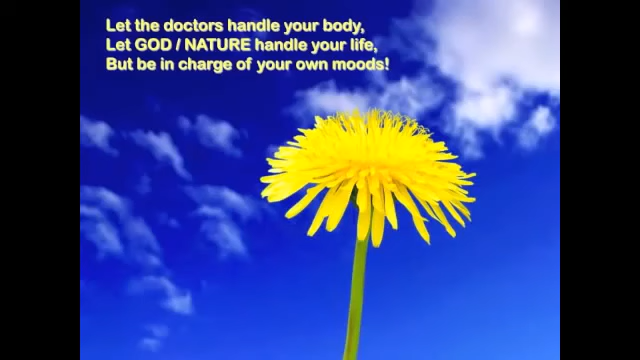 Let the doctors handle your body,
Let GOD / NATURE handle your life,
But be in charge of your own moods!